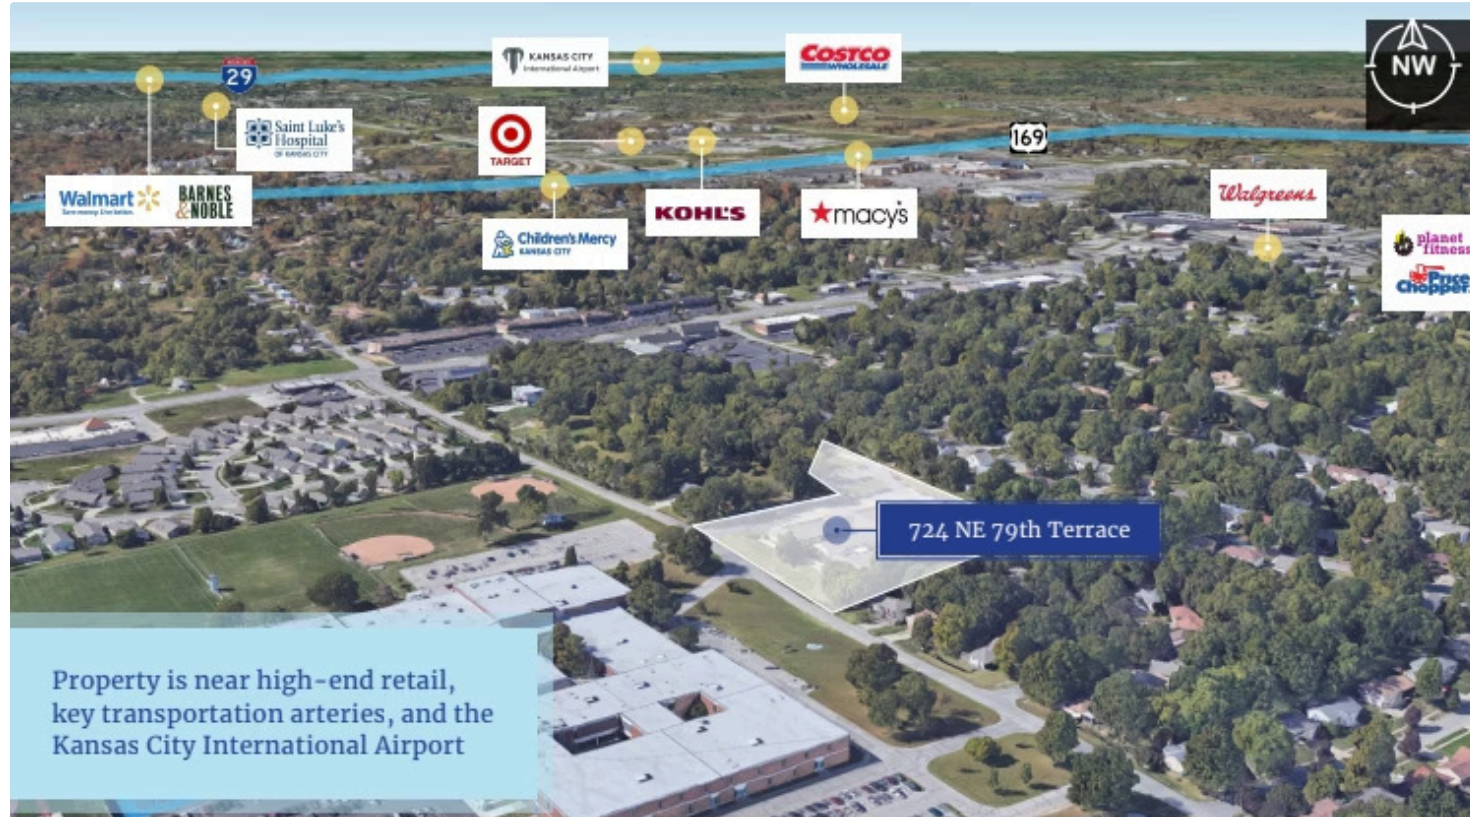 NW
29
KANSAS CITY
International Airport
COSTCO
WHOLESALE
Saint Luke's
Hospital
OF KANSAS CITY
TARGET
169
Walmart
Save money. Live better.
BARNES
&NOBLE
Children's Mercy
KANSAS CITY
KOHL'S
macy's
Walgreens
planet
fitness
Price
Chopper
724 NE 79th Terrace
Property is near high-end retail,
key transportation arteries, and the
Kansas City International Airport